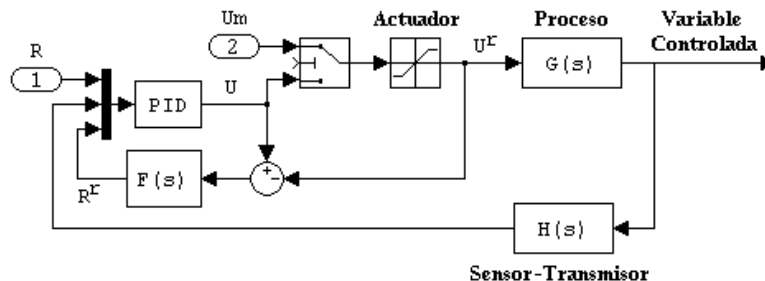 Um
Actuador
Proceso
Variable
Controlada
R
2
U^r
G(s)
1
U
PID
F(s)
R^r
+
-
H(s)
Sensor-Transmisor